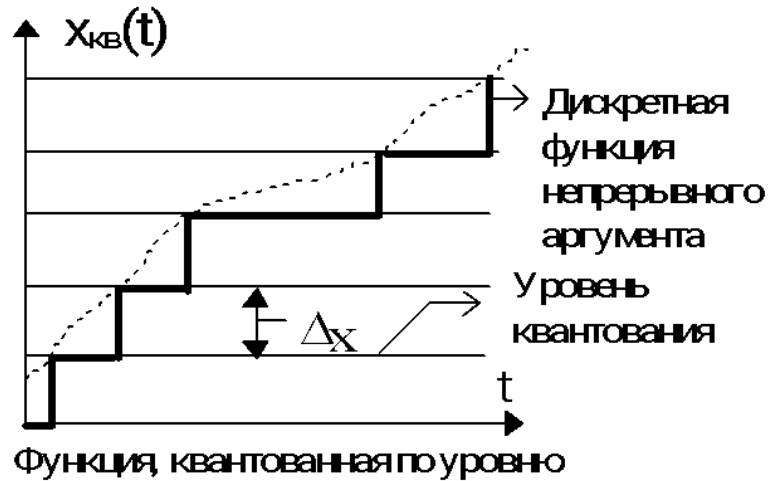 xкв(t)
Дискретная
функция
непрерывного
аргумента
Уровень
квантования
Δx
t
Функция, квантованная по уровню